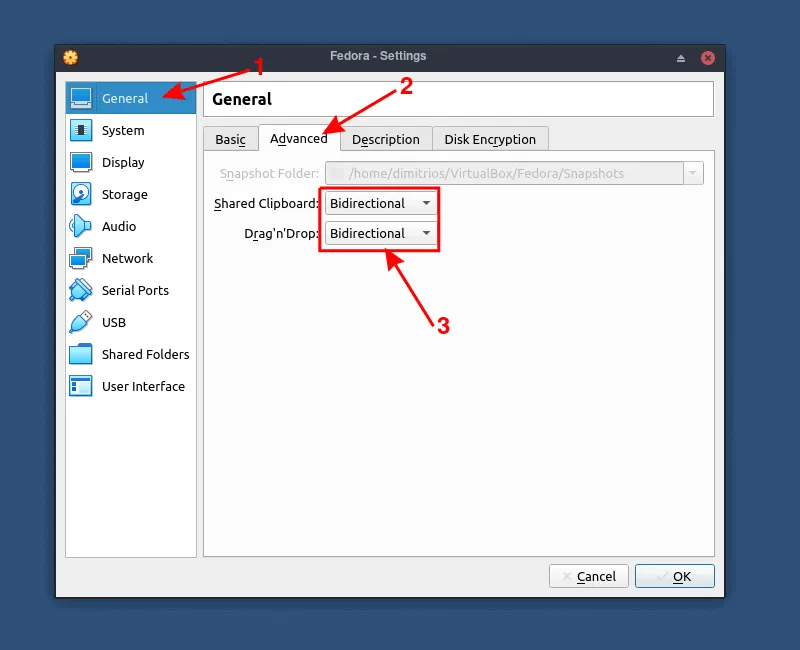 Fedora - Settings
1
General
System
Display
Storage
Audio
Network
Serial Ports
USB
Shared Folders
User Interface
General
2
Basic
Advanced
Description
Disk Encryption
Snapshot Folder: /home/dimitrios/VirtualBox/Fedora/Snapshots
Shared Clipboard: Bidirectional
Drag'n'Drop: Bidirectional
3
Cancel
OK